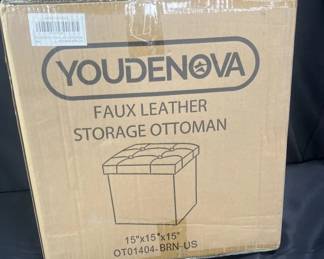 YOUDENOVA
FAUX LEATHER
STORAGE OTTOMAN
15"x15"x15"
OT01404-BRN-US